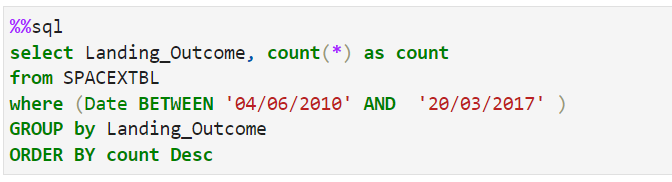 %%sql
select Landing_Outcome, count(*) as count
from SPACEXTBL
where (Date BETWEEN '04/06/2010' AND  '20/03/2017' )
GROUP by Landing_Outcome
ORDER BY count Desc